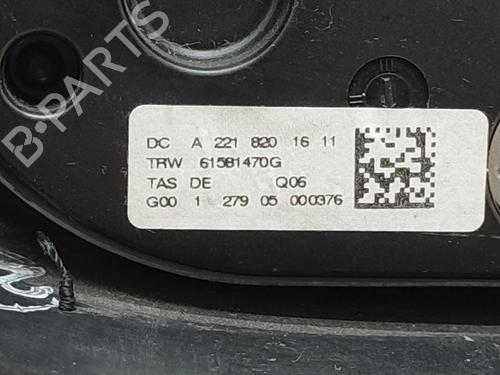 B-PARTS
DC A 221 820 16 11
TRW 61581470G
TAS DE Q06
G00 1 279 05 000376